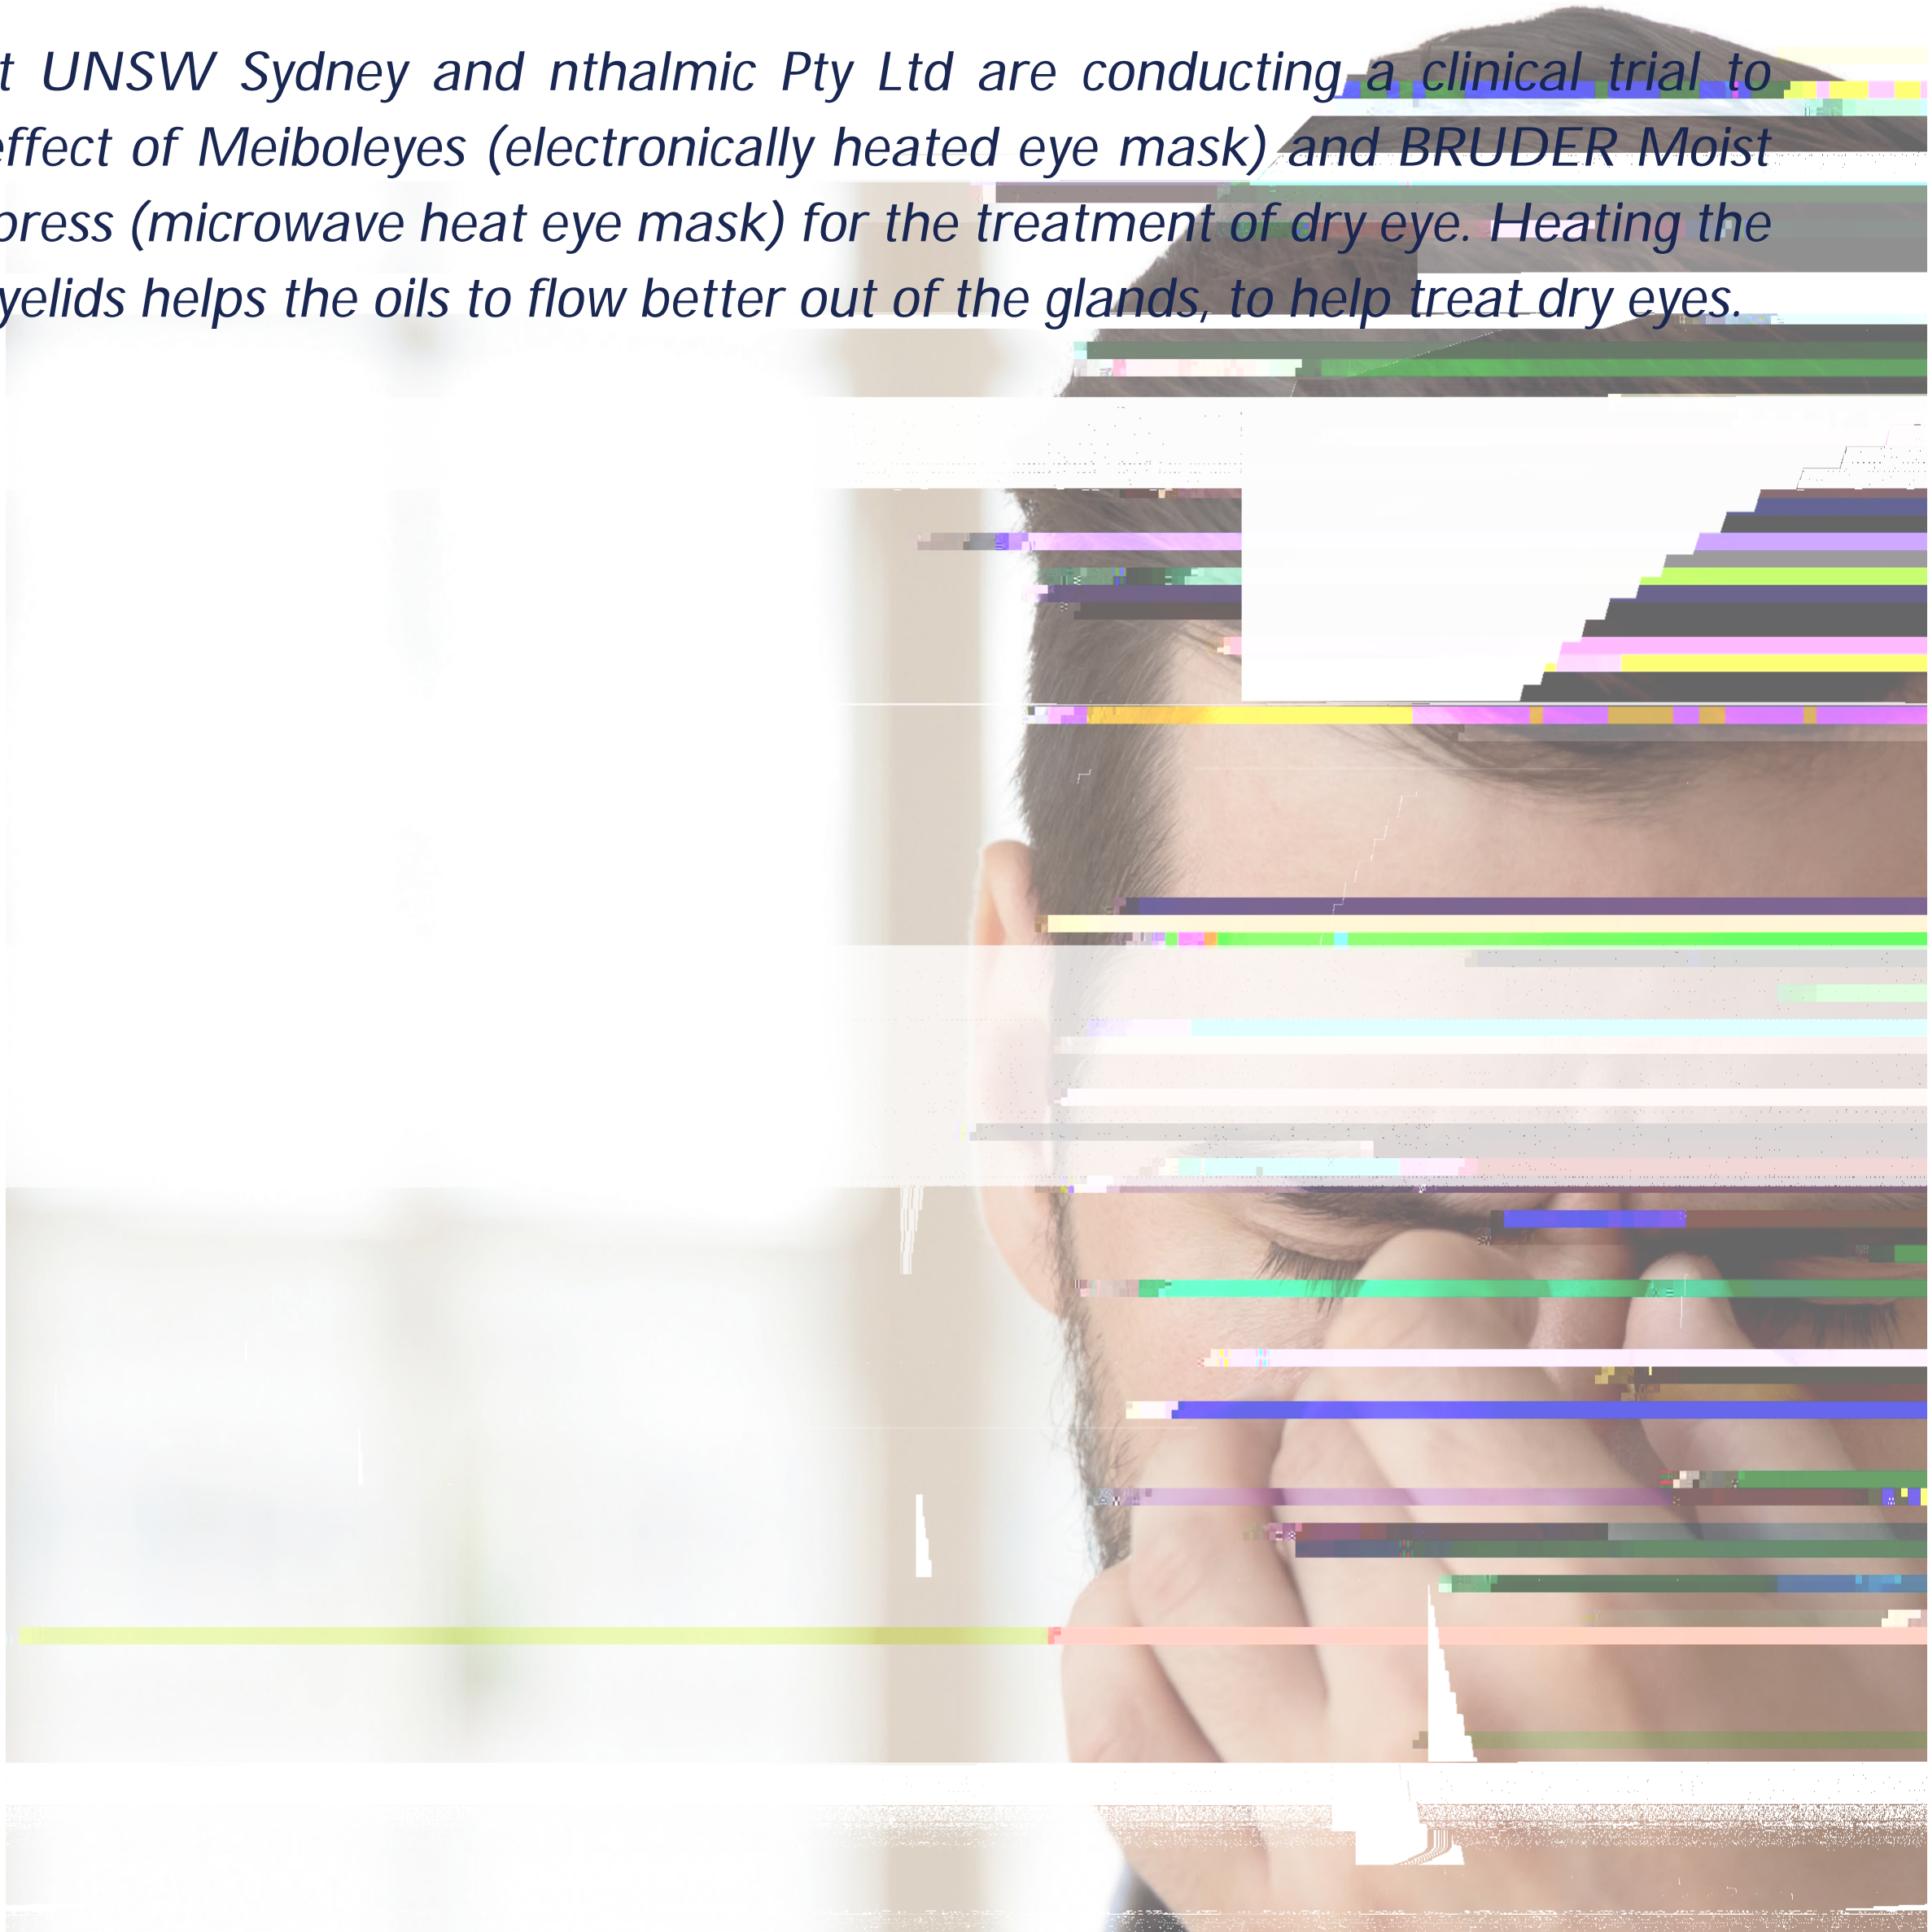 t UNSW Sydney and nthalmic Pty Ltd are conducting a clinical trial to
effect of Meiboleyes (electronically heated eye mask) and BRUDER Moist
press (microwave heat eye mask) for the treatment of dry eye. Heating the
yelids helps the oils to flow better out of the glands, to help treat dry eyes.